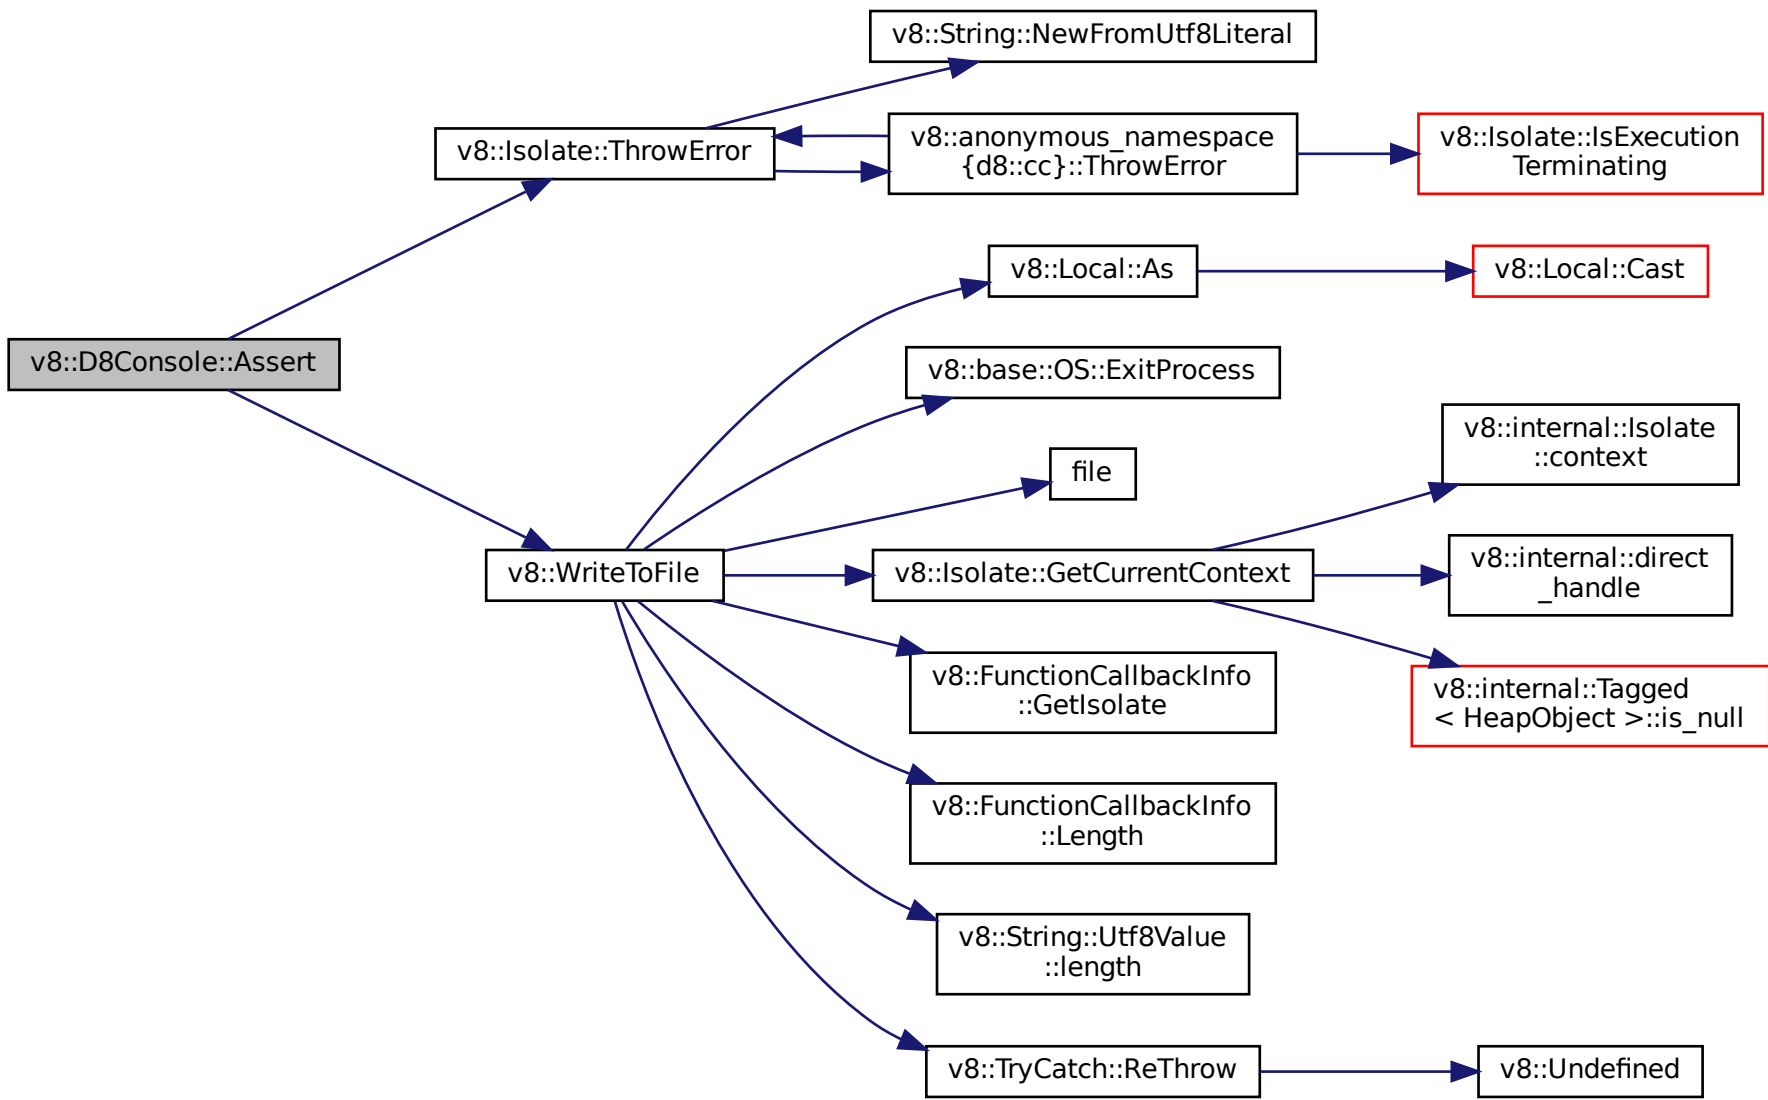 v8::String::NewFromUtf8Literal
v8::Isolate::ThrowError
v8::anonymous_namespace
{d8::cc}::ThrowError
v8::Isolate::IsExecution
Terminating
v8::Local::As
v8::Local::Cast
v8::D8Console::Assert
v8::base::OS::ExitProcess
file
v8::internal::Isolate
::context
v8::WriteToFile
v8::Isolate::GetCurrentContext
v8::internal::direct
_handle
v8::FunctionCallbackInfo
::GetIsolate
v8::internal::Tagged
< HeapObject >::is_null
v8::FunctionCallbackInfo
::Length
v8::String::Utf8Value
::length
v8::TryCatch::ReThrow
v8::Undefined